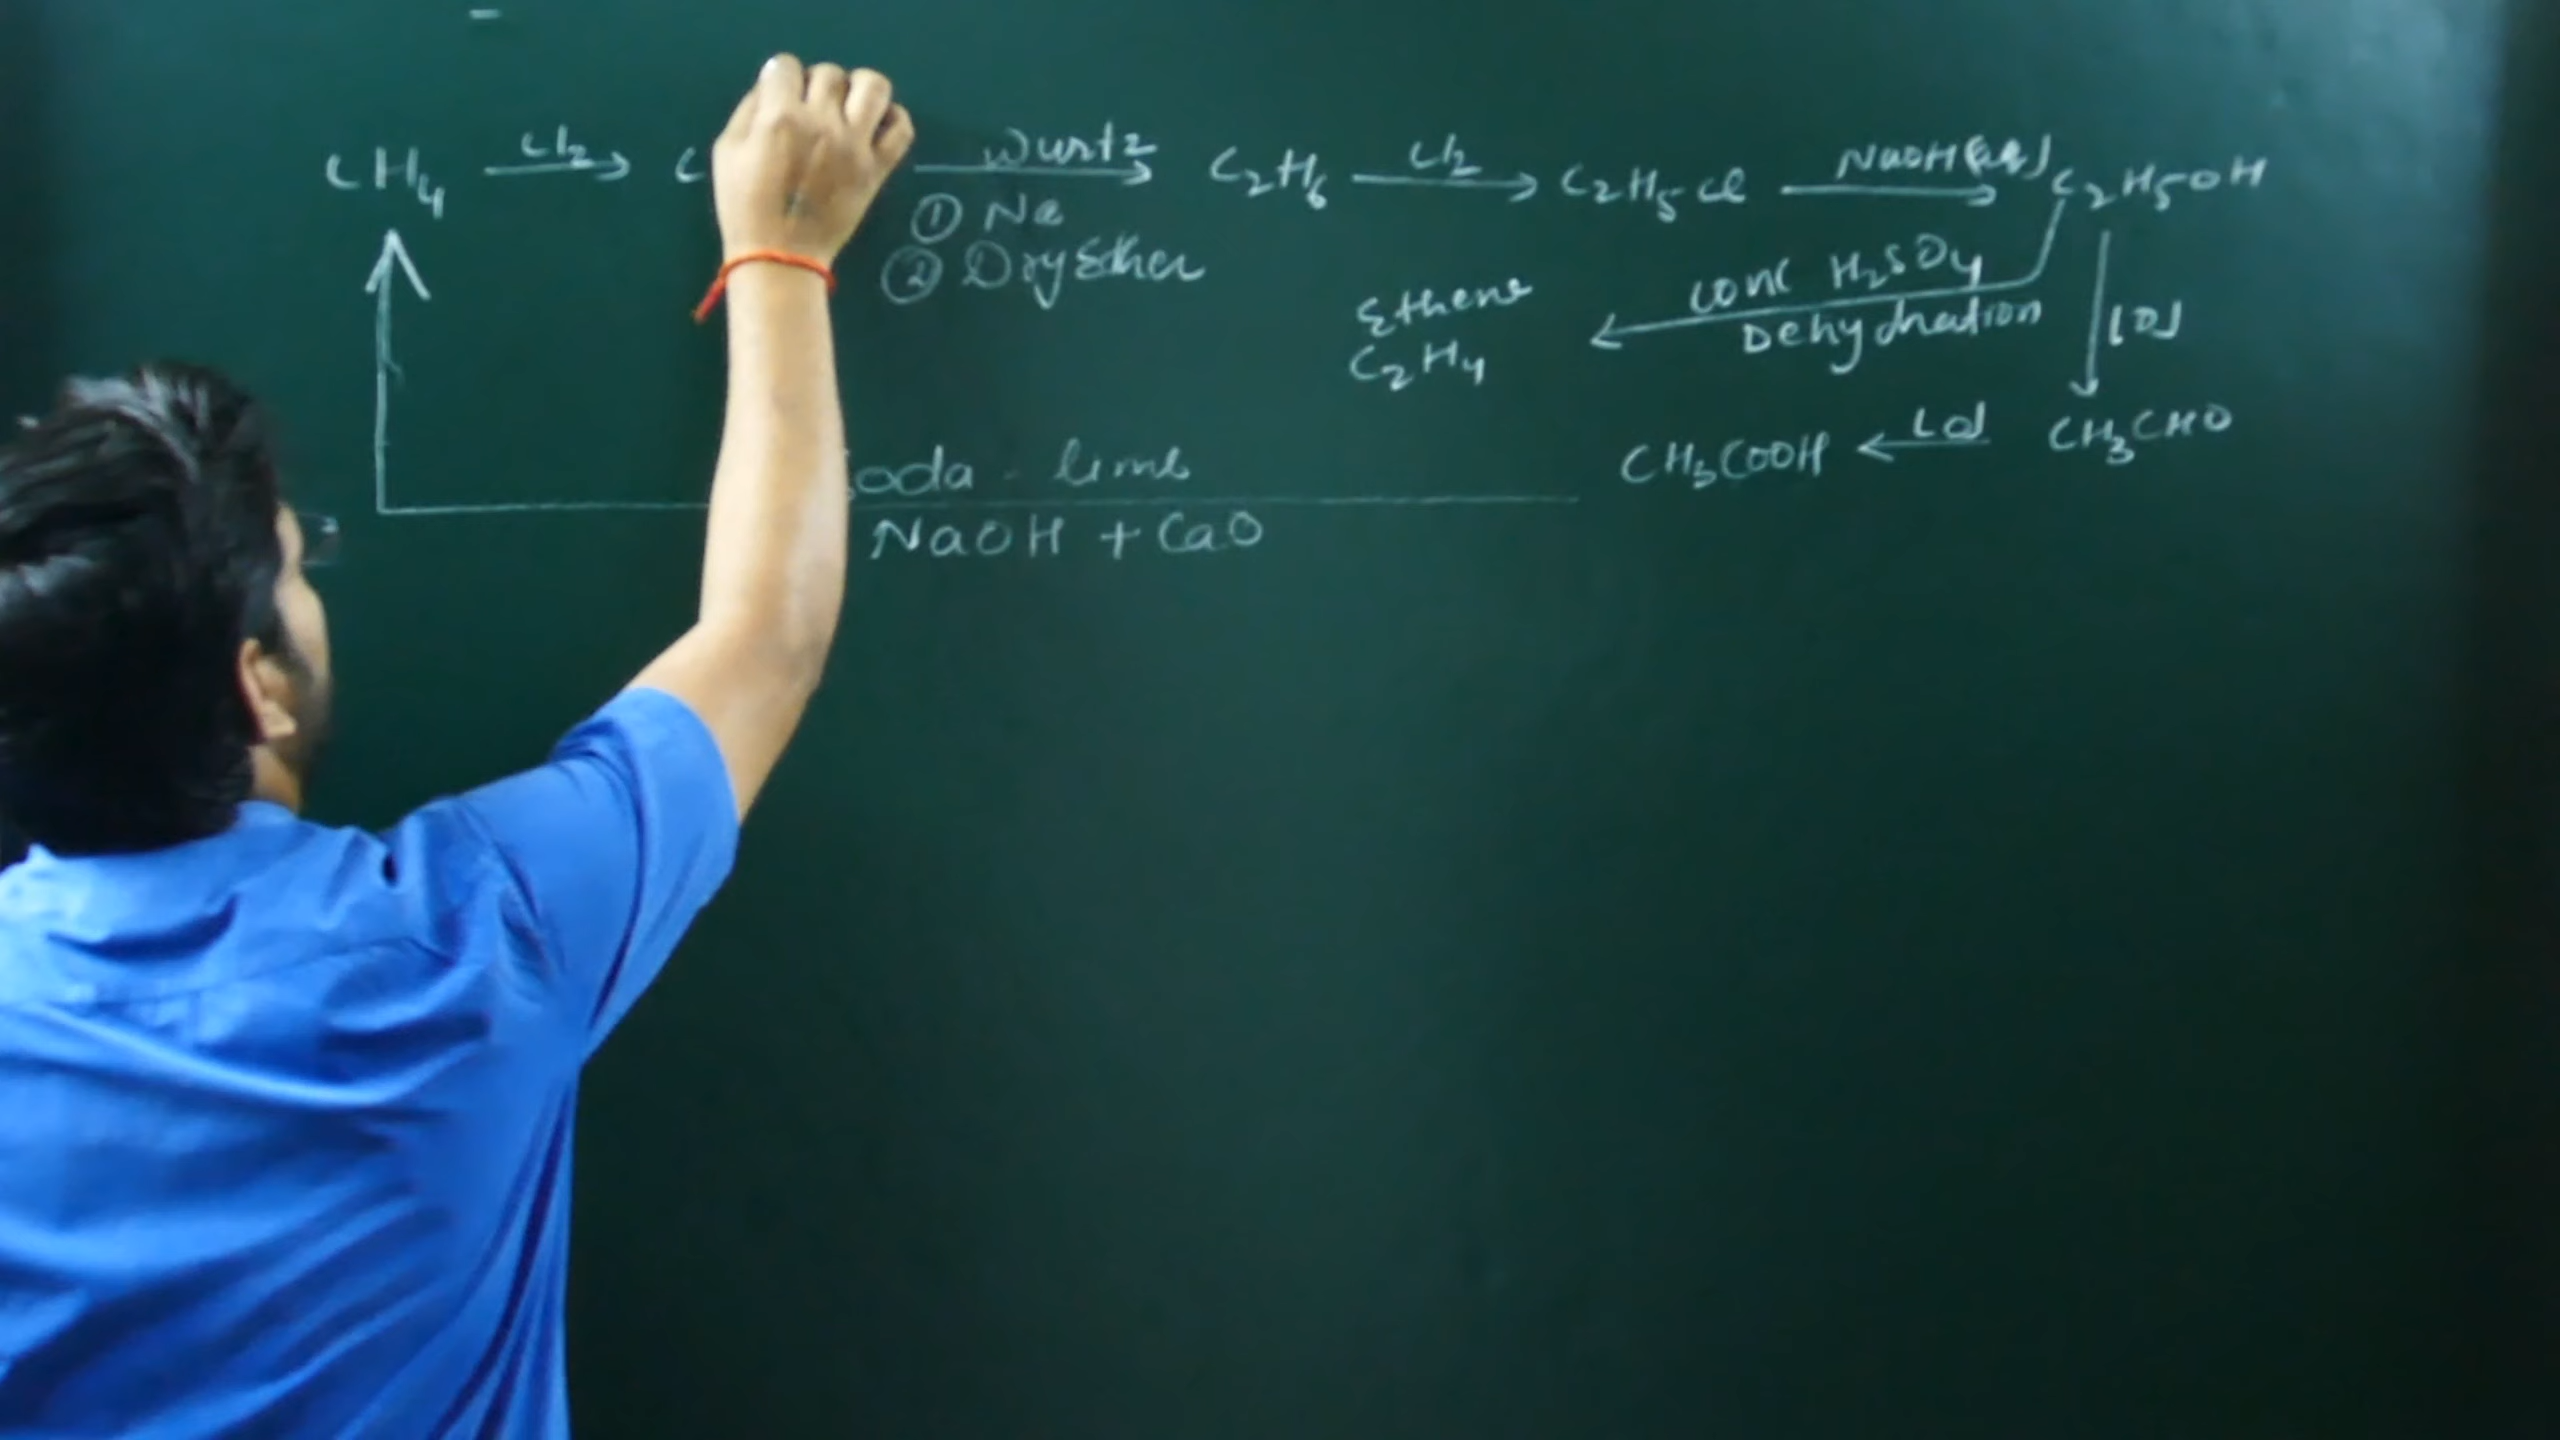 CH4 —Cl2→ C —Wurtz→ C2H6 —Cl2→ C2H5Cl —NaOH(aq)→ C2H5OH
① Na
② Dry Ether
conc H2SO4
Dehydration
[O]
Ethene
C2H4
CH3COOH ←[O]— CH3CHO
oda - lime
NaOH + CaO